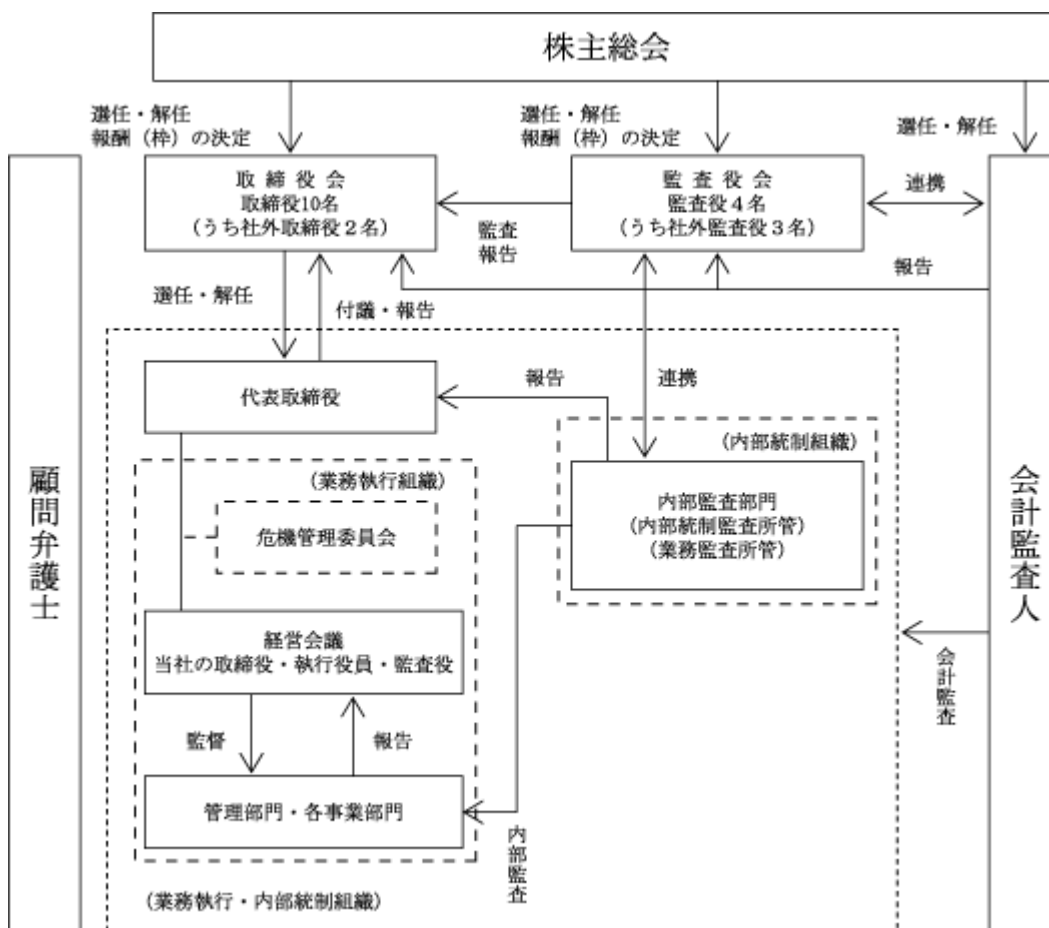 株主総会
選任・解任
報酬（枠）の決定
選任・解任
報酬（枠）の決定
選任・解任
取締役会
取締役10名
（うち社外取締役２名）
監査役会
監査役４名
（うち社外監査役３名）
連携
監査
報告
報告
選任・解任
付議・報告
代表取締役
報告
連携
（内部統制組織）
内部監査部門
（内部統制監査所管）
（業務監査所管）
（業務執行組織）
危機管理委員会
顧問弁護士
会計監査人
経営会議
当社の取締役・執行役員・監査役
会計監査
監督
報告
管理部門・各事業部門
内部監査
（業務執行・内部統制組織）